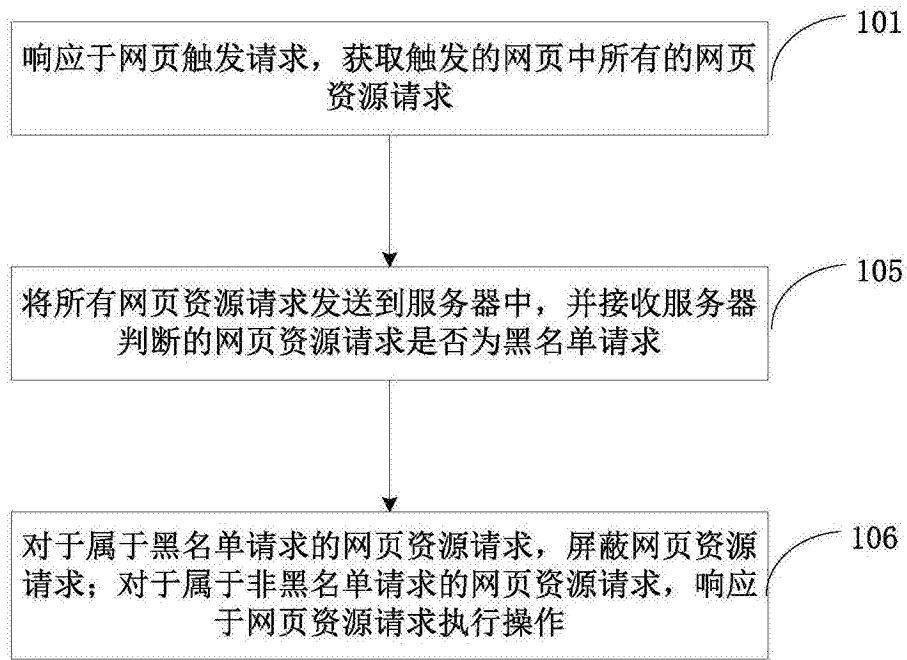 101
响应于网页触发请求，获取触发的网页中所有的网页
资源请求
105
将所有网页资源请求发送到服务器中，并接收服务器
判断的网页资源请求是否为黑名单请求
106
对于属于黑名单请求的网页资源请求，屏蔽网页资源
请求；对于属于非黑名单请求的网页资源请求，响应
于网页资源请求执行操作